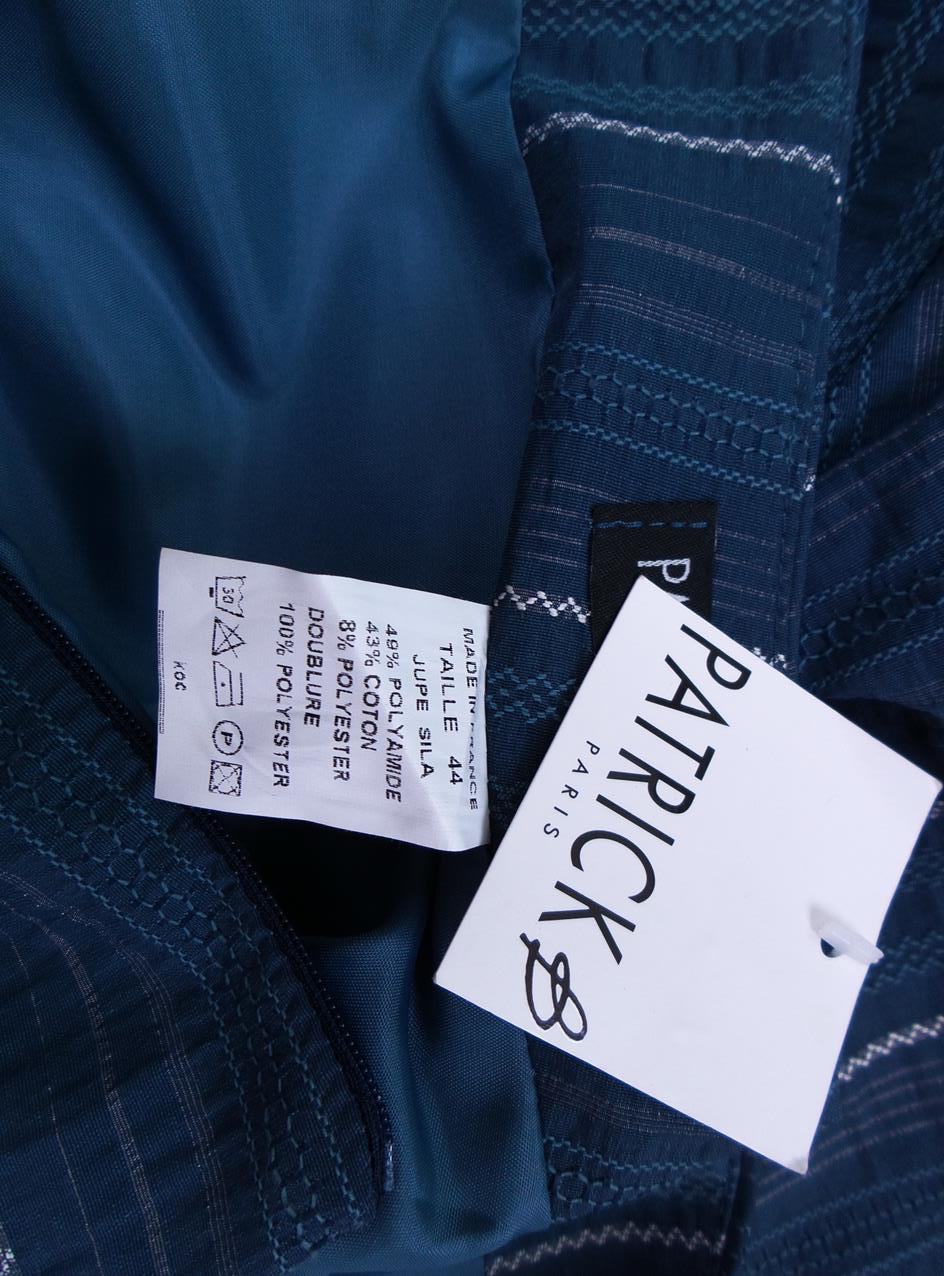 MADE IN FRANCE
TAILLE 44
JUPE SILA
49% POLYAMIDE
43% COTON
8% POLYESTER
DOUBLURE
100% POLYESTER
30
P
KOC
PATRICK
PARIS
B